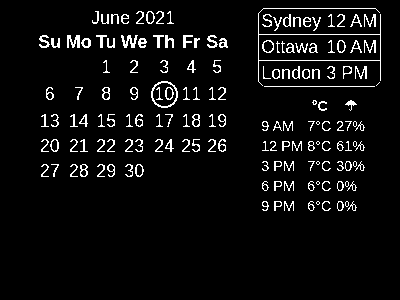 June 2021
Su Mo Tu We Th Fr Sa
1 2 3 4 5
6 7 8 9 10 11 12
13 14 15 16 17 18 19
20 21 22 23 24 25 26
27 28 29 30
Sydney 12 AM
Ottawa 10 AM
London 3 PM
°C
9 AM 7°C 27%
12 PM 8°C 61%
3 PM 7°C 30%
6 PM 6°C 0%
9 PM 6°C 0%